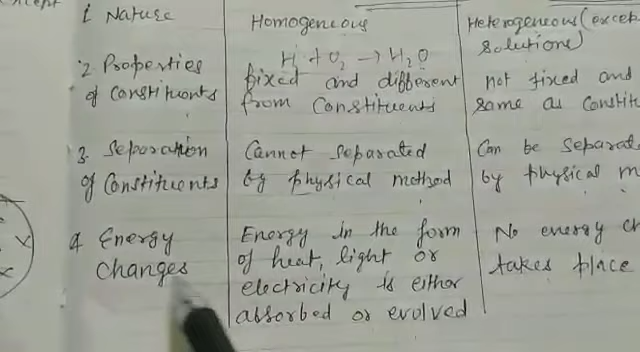 1 Nature
Homogeneous
Heterogeneous (excep
solutions)
2 Properties
of Constituents
H + O2 → H2O
fixed and different
from Constituents
not fixed and
same as Constitu
3. Separation
of Constituents
Cannot separated
by physical method
Can be separat
by physical m
4 Energy
Changes
Energy in the form
of heat, light or
electricity is either
absorbed or evolved
No energy ch
takes place